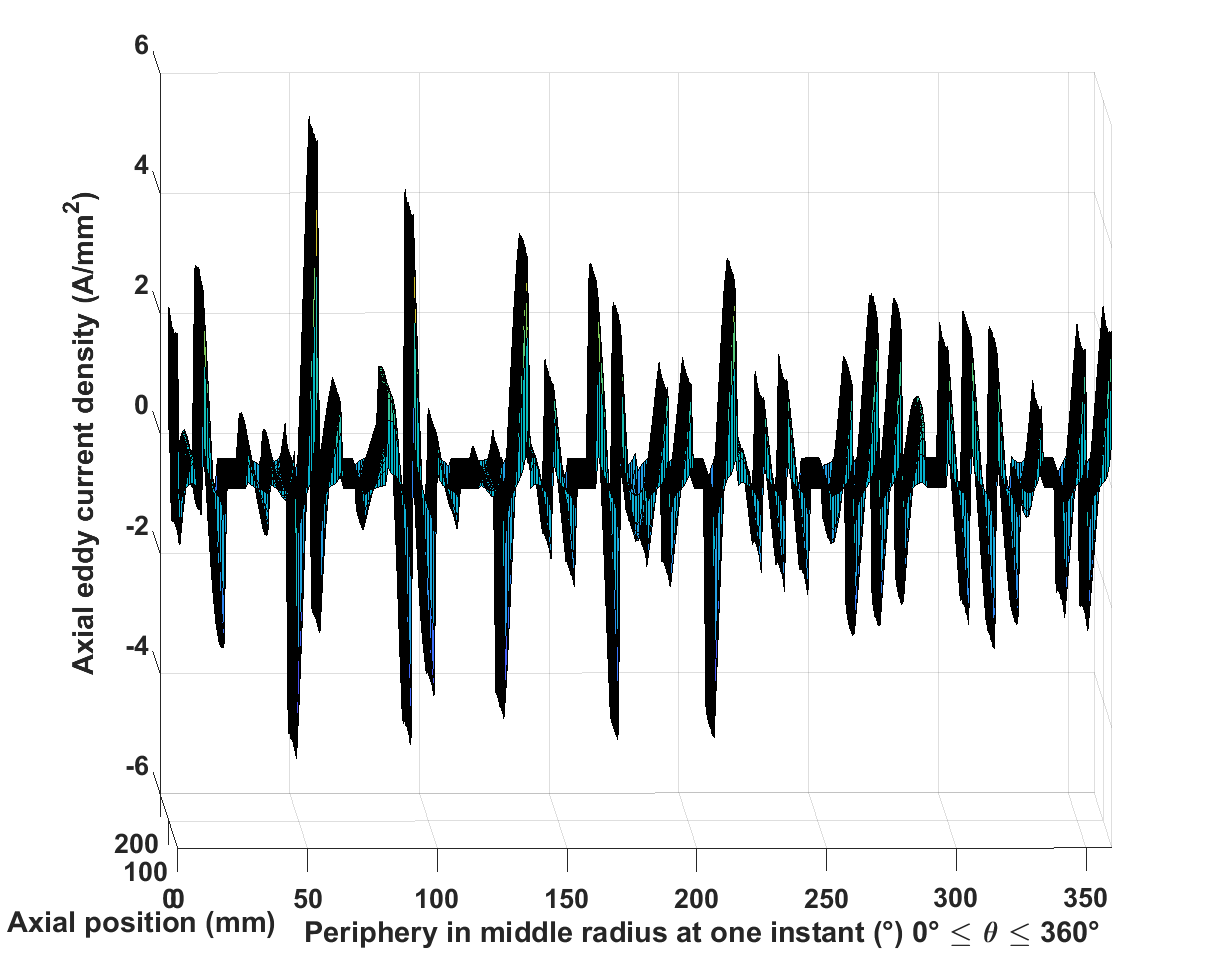 6
4
2
0
-2
-4
-6
Axial eddy current density (A/mm²)
200
100
0
0 50 100 150 200 250 300 350
Axial position (mm)
Periphery in middle radius at one instant (°) 0° ≤ θ ≤ 360°